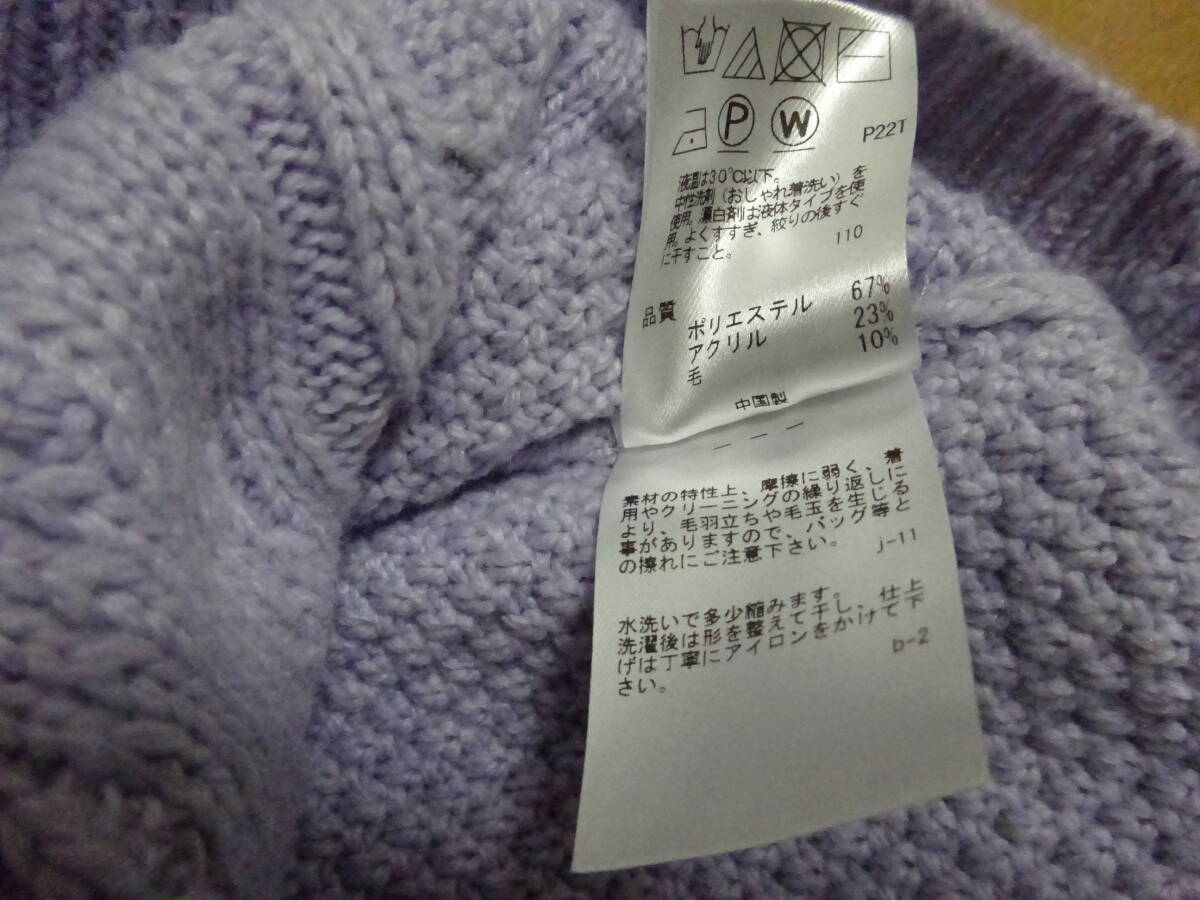 P W P22T
液温は30℃以下。
中性洗剤(おしゃれ着洗い)を
使用。漂白剤は液体タイプを使
用。よくすすぎ、絞りの後すぐ
に干すこと。 110
品質
ポリエステル 67%
アクリル 23%
毛 10%
中国製
素材の特性上、摩擦に弱く、着
用やクリーニングの繰り返しに
より、毛羽立ちや毛玉を生じる
事がありますので、バッグ等と
の擦れにご注意下さい。 j-11
水洗いで多少縮みます。
洗濯後は形を整えて干し、仕上
げは丁寧にアイロンをかけて下
さい。 b-2